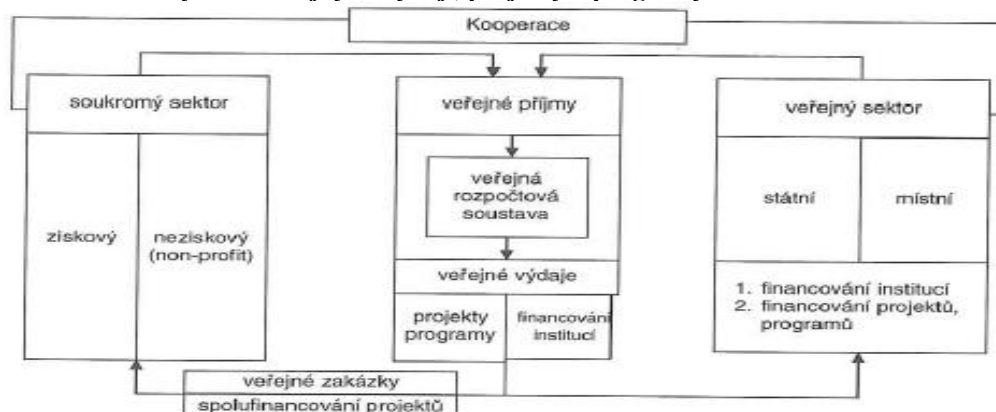 Kooperace
soukromý sektor
ziskový
neziskový
(non-profit)
veřejné příjmy
veřejná
rozpočtová
soustava
veřejné výdaje
projekty
programy
financování
institucí
veřejný sektor
státní
místní
1. financování institucí
2. financování projektů,
programů
veřejné zakázky
spolufinancování projektů